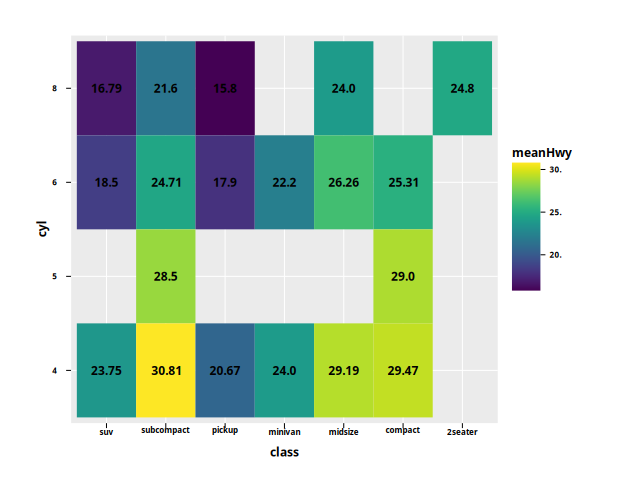 8 16.79 21.6 15.8 24.0 24.8
6 18.5 24.71 17.9 22.2 26.26 25.31
5 28.5 29.0
4 23.75 30.81 20.67 24.0 29.19 29.47
cyl
suv subcompact pickup minivan midsize compact 2seater
class
meanHwy
30.
25.
20.